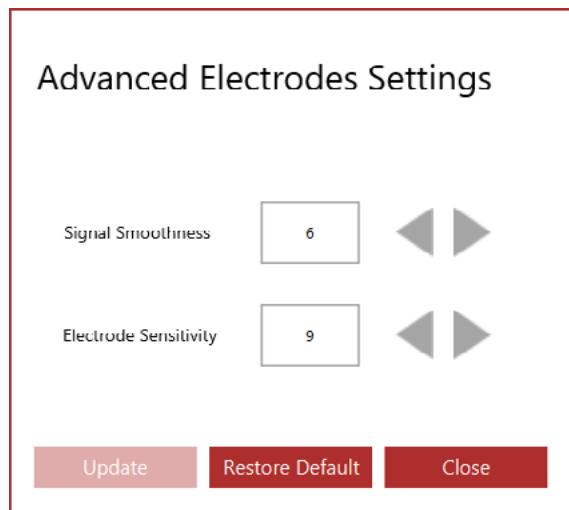 Advanced Electrodes Settings
Signal Smoothness 6
Electrode Sensitivity 9
Update Restore Default Close